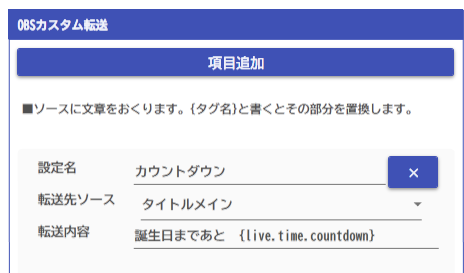 OBSカスタム転送
項目追加
■ソースに文章をおくります。{タグ名}と書くとその部分を置換します。
設定名 カウントダウン ×
転送先ソース タイトルメイン
転送内容 誕生日まであと {live.time.countdown}